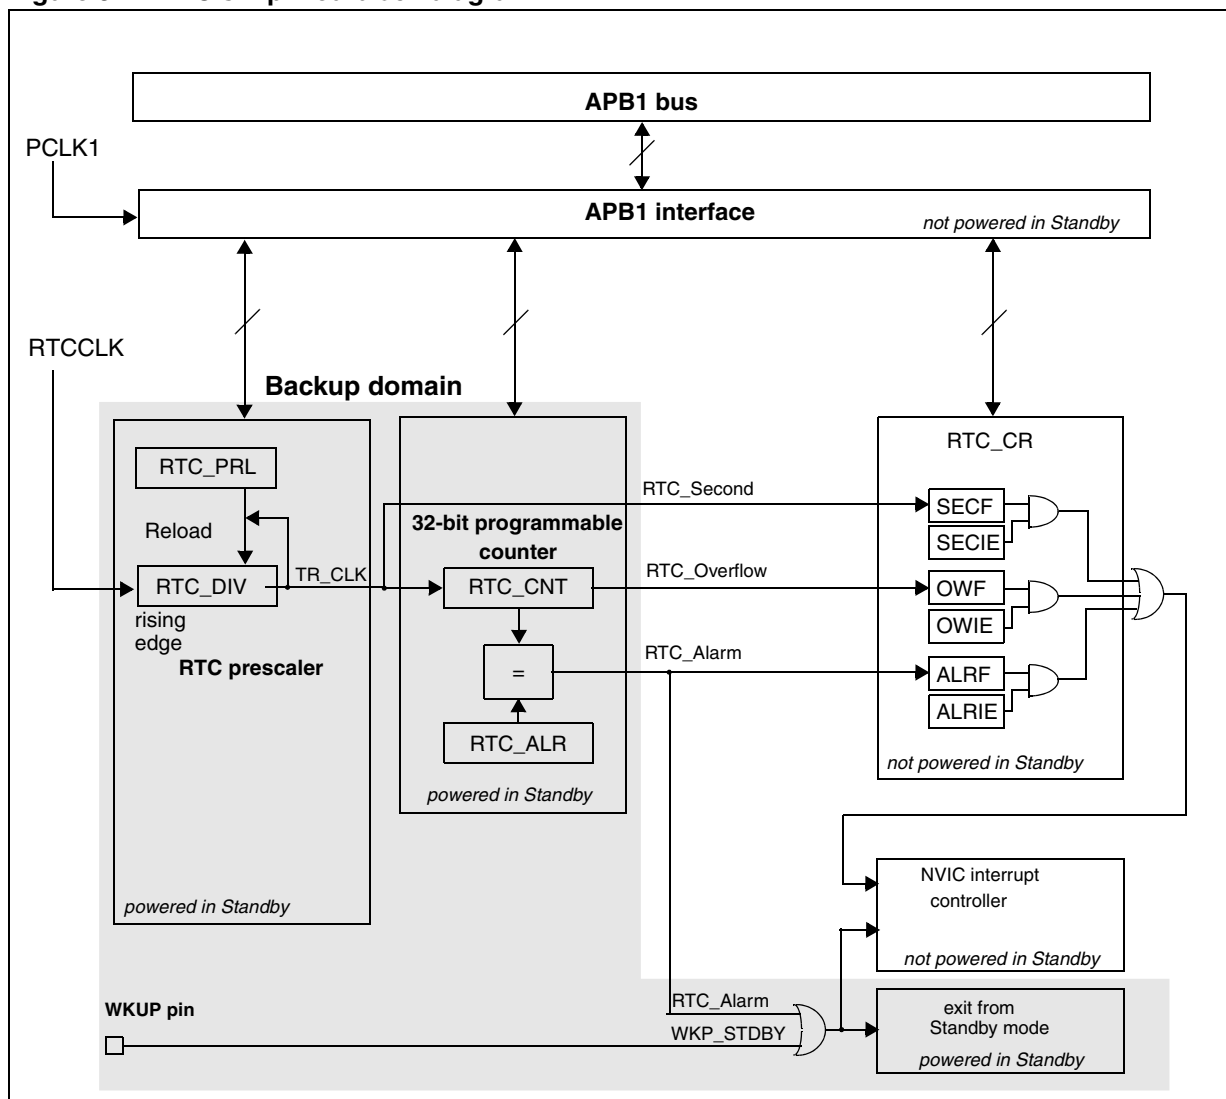 APB1 bus
PCLK1
APB1 interface
not powered in Standby
RTCCLK
Backup domain
RTC_CR
RTC_PRL
RTC_Second
SECF
Reload
32-bit programmable
counter
SECIE
RTC_DIV
TR_CLK
RTC_CNT
RTC_Overflow
OWF
rising
edge
OWIE
RTC prescaler
=
RTC_Alarm
ALRF
ALRIE
RTC_ALR
not powered in Standby
powered in Standby
NVIC interrupt
controller
powered in Standby
not powered in Standby
WKUP pin
RTC_Alarm
WKP_STDBY
exit from
Standby mode
powered in Standby